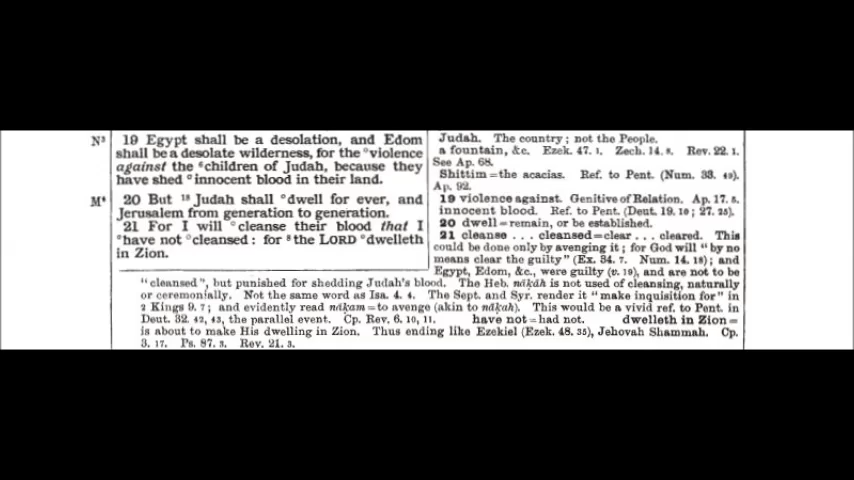 N³ 19 Egypt shall be a desolation, and Edom
shall be a desolate wilderness, for the °violence
against the ⁶children of Judah, because they
have shed °innocent blood in their land.
M⁴ 20 But ¹⁸ Judah shall °dwell for ever, and
Jerusalem from generation to generation.
21 For I will °cleanse their blood that I
°have not °cleansed: for ⁸the LORD °dwelleth
in Zion.
Judah. The country; not the People.
a fountain, &c. Ezek. 47. 1. Zech. 14. 8. Rev. 22. 1.
See Ap. 68.
Shittim=the acacias. Ref. to Pent. (Num. 33. 49).
Ap. 92.
19 violence against. Genitive of Relation. Ap. 17. 5.
innocent blood. Ref. to Pent. (Deut. 19. 10; 27. 25).
20 dwell=remain, or be established.
21 cleanse . . . cleansed=clear . . . cleared. This
could be done only by avenging it; for God will "by no
means clear the guilty" (Ex. 34. 7. Num. 14. 18); and
Egypt, Edom, &c., were guilty (v. 19), and are not to be
"cleansed", but punished for shedding Judah's blood. The Heb. nāḳāh is not used of cleansing, naturally
or ceremonially. Not the same word as Isa. 4. 4. The Sept. and Syr. render it "make inquisition for" in
2 Kings 9. 7; and evidently read nāḳam=to avenge (akin to nāḳah). This would be a vivid ref. to Pent. in
Deut. 32. 42, 43, the parallel event. Cp. Rev. 6. 10, 11. have not=had not. dwelleth in Zion=
is about to make His dwelling in Zion. Thus ending like Ezekiel (Ezek. 48. 35), Jehovah Shammah. Cp.
3. 17. Ps. 87. 3. Rev. 21. 3.